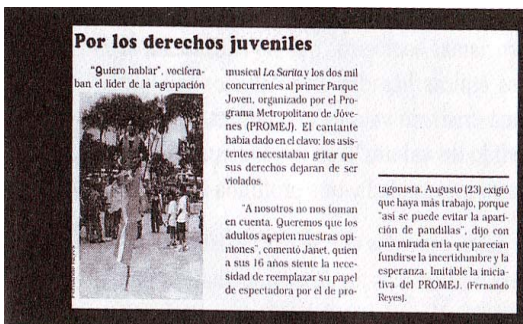 Por los derechos juveniles
"Quiero hablar", vocifera-
ban el líder de la agrupación
musical La Sarita y los dos mil
concurrentes al primer Parque
Joven, organizado por el Pro-
grama Metropolitano de Jóve-
nes (PROMEJ). El cantante
había dado en el clavo: los asis-
tentes necesitaban gritar que
sus derechos dejaran de ser
violados.
"A nosotros no nos toman
en cuenta. Queremos que los
adultos acepten nuestras opi-
niones", comentó Janet, quien
a sus 16 años siente la nece-
sidad de reemplazar su papel
de espectadora por el de pro-
tagonista. Augusto (23) exigió
que haya más trabajo, porque
"así se puede evitar la apari-
ción de pandillas", dijo con
una mirada en la que parecían
fundirse la incertidumbre y la
esperanza. Imitable la inicia-
tiva del PROMEJ. (Fernando
Reyes).